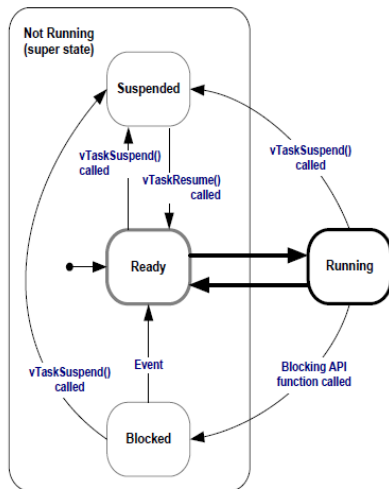 Not Running
(super state)
Suspended
vTaskSuspend()
called
vTaskResume()
called
vTaskSuspend()
called
Ready
Running
vTaskSuspend()
called
Event
Blocking API
function called
Blocked